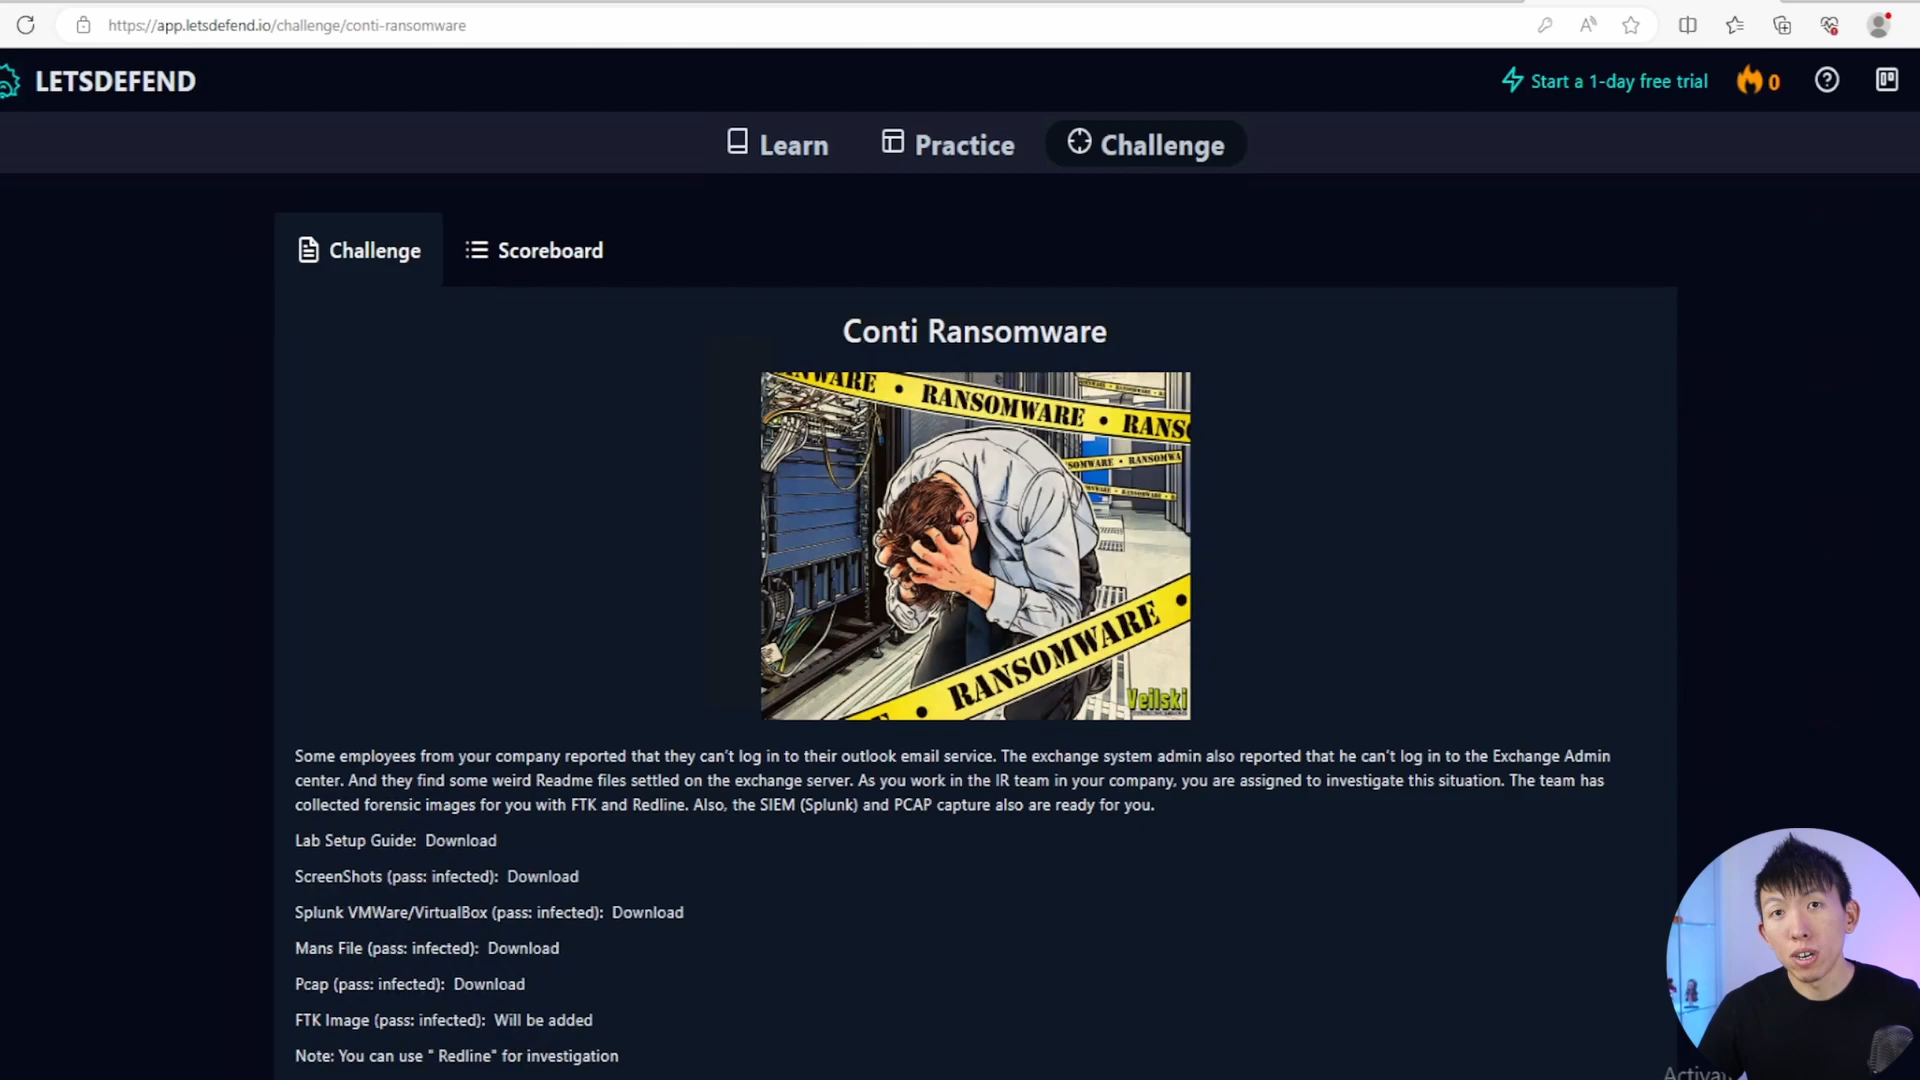 https://app.letsdefend.io/challenge/conti-ransomware
LETSDEFEND
Start a 1-day free trial
0
Learn
Practice
Challenge
Challenge
Scoreboard
Conti Ransomware
NWARE • RANSOMWARE • RANS
SOMWARE • RANSOMWA
RANSOMWARE
Veilski
Some employees from your company reported that they can't log in to their outlook email service. The exchange system admin also reported that he can't log in to the Exchange Admin
center. And they find some weird Readme files settled on the exchange server. As you work in the IR team in your company, you are assigned to investigate this situation. The team has
collected forensic images for you with FTK and Redline. Also, the SIEM (Splunk) and PCAP capture also are ready for you.
Lab Setup Guide: Download
ScreenShots (pass: infected): Download
Splunk VMWare/VirtualBox (pass: infected): Download
Mans File (pass: infected): Download
Pcap (pass: infected): Download
FTK Image (pass: infected): Will be added
Note: You can use " Redline" for investigation